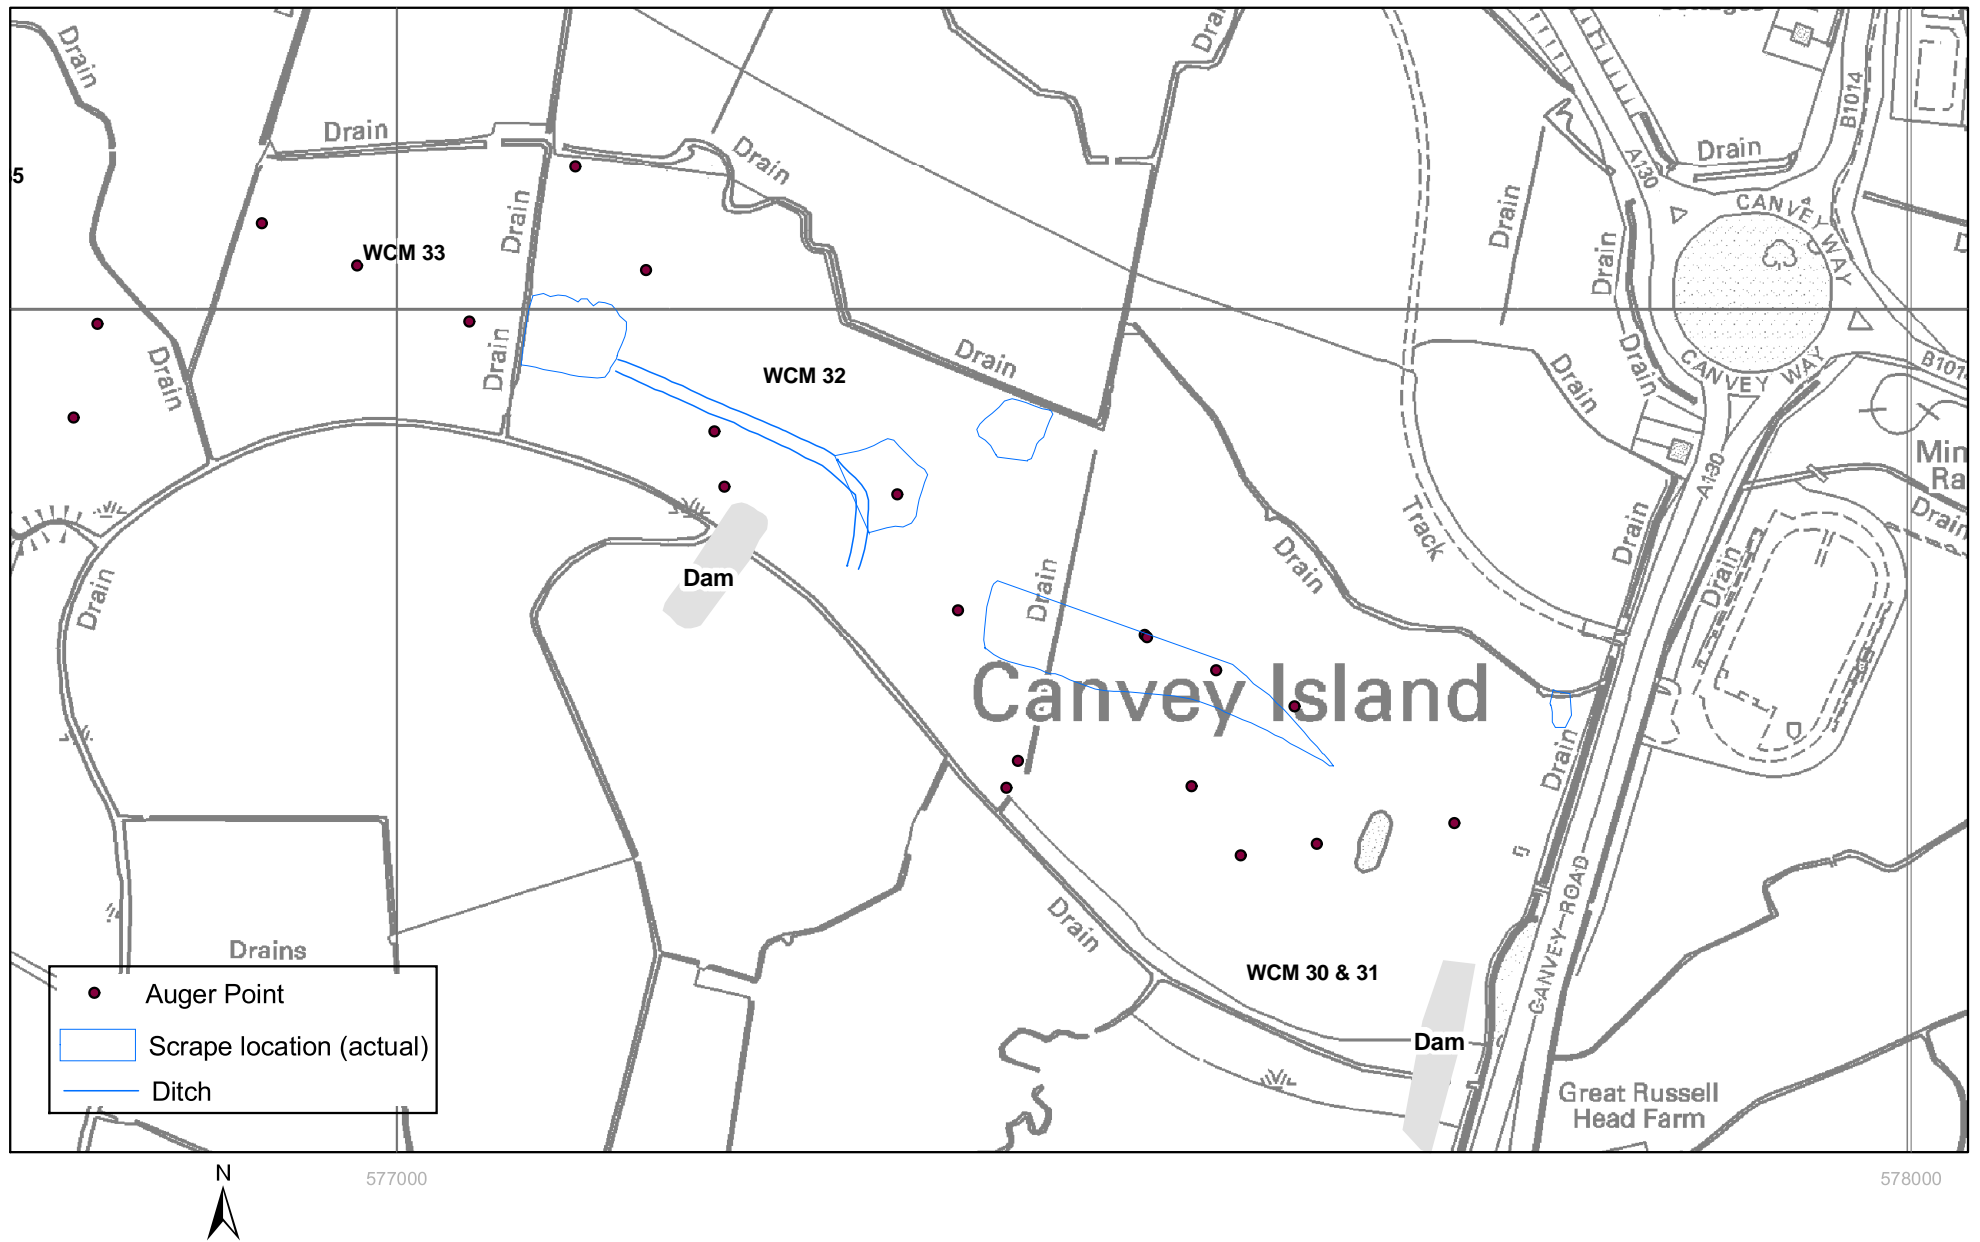 Drain
Drain
Drain
Drain
B1014
Drain
A130
CANVEY WAY
5
Drain
Drain
Drain
WCM 33
Drain
Drain
Drain
WCM 32
Drain
Drain
Drain
CANVEY WAY
B101
Min
Ra
A130
Drain
Track
Drain
Drain
Drain
Drain
Dam
Drain
Drain
Canvey Island
Drain
Drain
CANVEY ROAD
Drains
WCM 30 & 31
Dam
Great Russell
Head Farm
Auger Point
Scrape location (actual)
Ditch
N
577000
578000